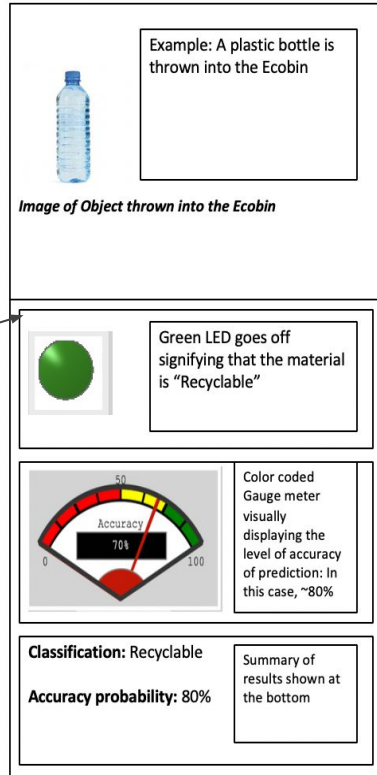 Example: A plastic bottle is
thrown into the Ecobin
Image of Object thrown into the Ecobin
Green LED goes off
signifying that the material
is “Recyclable”
50
Accuracy
70%
0
100
Color coded
Gauge meter
visually
displaying the
level of accuracy
of prediction: In
this case, ~80%
Classification: Recyclable
Accuracy probability: 80%
Summary of
results shown at
the bottom